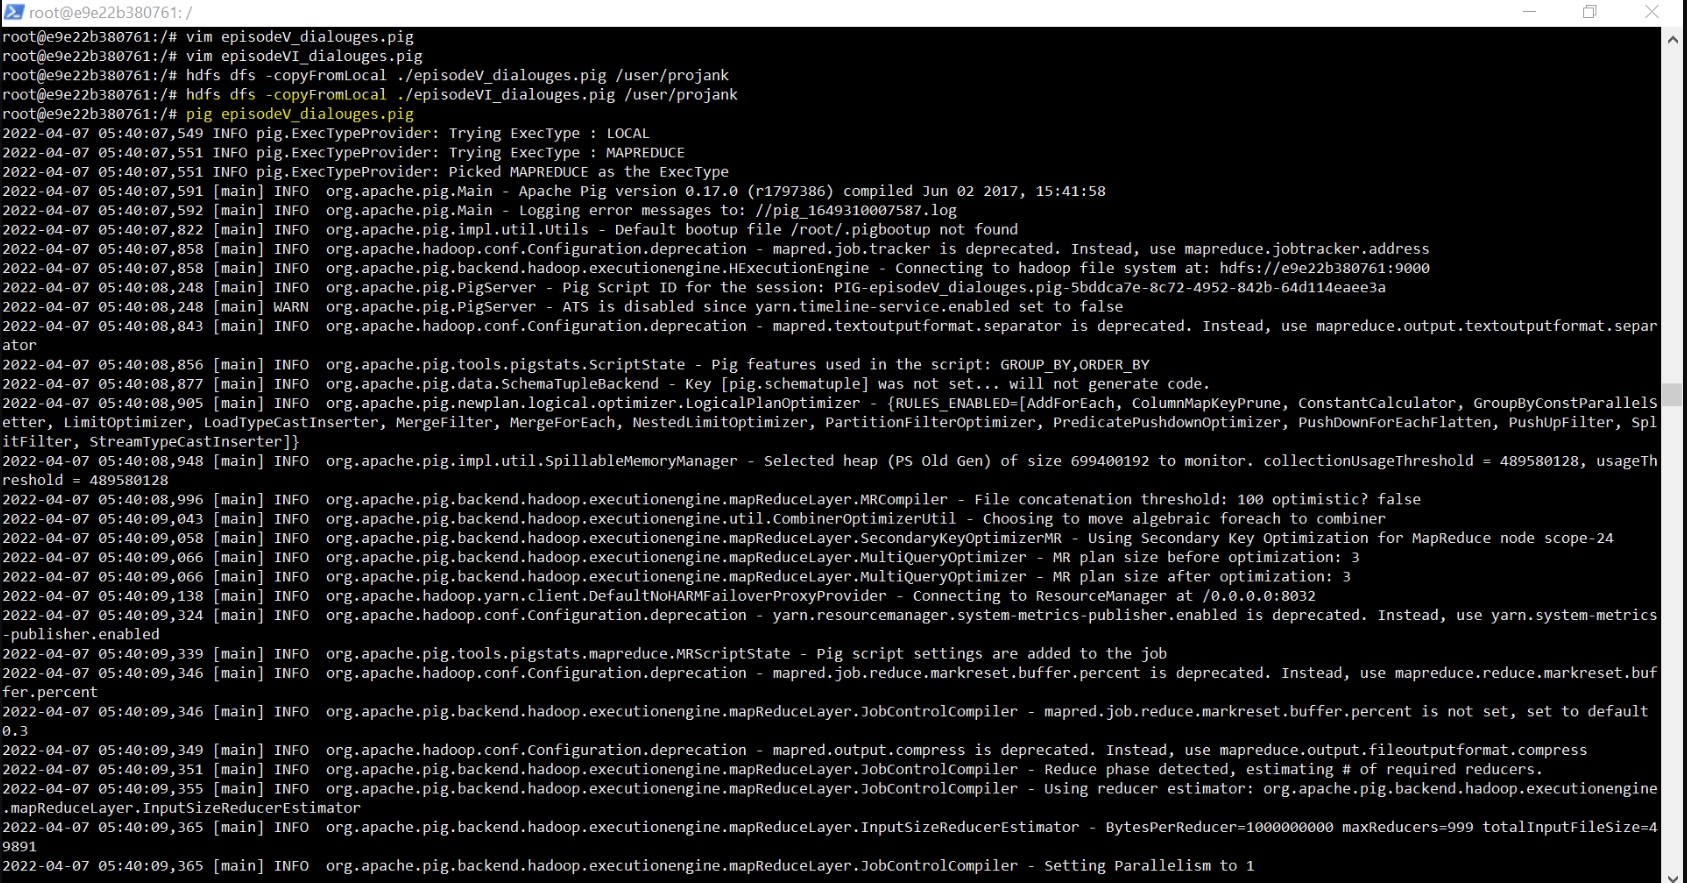 root@e9e22b380761: /
root@e9e22b380761:/# vim episodeV_dialouges.pig
root@e9e22b380761:/# vim episodeVI_dialouges.pig
root@e9e22b380761:/# hdfs dfs -copyFromLocal ./episodeV_dialouges.pig /user/projank
root@e9e22b380761:/# hdfs dfs -copyFromLocal ./episodeVI_dialouges.pig /user/projank
root@e9e22b380761:/# pig episodeV_dialouges.pig
2022-04-07 05:40:07,549 INFO pig.ExecTypeProvider: Trying ExecType : LOCAL
2022-04-07 05:40:07,551 INFO pig.ExecTypeProvider: Trying ExecType : MAPREDUCE
2022-04-07 05:40:07,551 INFO pig.ExecTypeProvider: Picked MAPREDUCE as the ExecType
2022-04-07 05:40:07,591 [main] INFO  org.apache.pig.Main - Apache Pig version 0.17.0 (r1797386) compiled Jun 02 2017, 15:41:58
2022-04-07 05:40:07,592 [main] INFO  org.apache.pig.Main - Logging error messages to: //pig_1649310007587.log
2022-04-07 05:40:07,822 [main] INFO  org.apache.pig.impl.util.Utils - Default bootup file /root/.pigbootup not found
2022-04-07 05:40:07,858 [main] INFO  org.apache.hadoop.conf.Configuration.deprecation - mapred.job.tracker is deprecated. Instead, use mapreduce.jobtracker.address
2022-04-07 05:40:07,858 [main] INFO  org.apache.pig.backend.hadoop.executionengine.HExecutionEngine - Connecting to hadoop file system at: hdfs://e9e22b380761:9000
2022-04-07 05:40:08,248 [main] INFO  org.apache.pig.PigServer - Pig Script ID for the session: PIG-episodeV_dialouges.pig-5bddca7e-8c72-4952-842b-64d114eaee3a
2022-04-07 05:40:08,248 [main] WARN  org.apache.pig.PigServer - ATS is disabled since yarn.timeline-service.enabled set to false
2022-04-07 05:40:08,843 [main] INFO  org.apache.hadoop.conf.Configuration.deprecation - mapred.textoutputformat.separator is deprecated. Instead, use mapreduce.output.textoutputformat.separ
ator
2022-04-07 05:40:08,856 [main] INFO  org.apache.pig.tools.pigstats.ScriptState - Pig features used in the script: GROUP_BY,ORDER_BY
2022-04-07 05:40:08,877 [main] INFO  org.apache.pig.data.SchemaTupleBackend - Key [pig.schematuple] was not set... will not generate code.
2022-04-07 05:40:08,905 [main] INFO  org.apache.pig.newplan.logical.optimizer.LogicalPlanOptimizer - {RULES_ENABLED=[AddForEach, ColumnMapKeyPrune, ConstantCalculator, GroupByConstParallelS
etter, LimitOptimizer, LoadTypeCastInserter, MergeFilter, MergeForEach, NestedLimitOptimizer, PartitionFilterOptimizer, PredicatePushdownOptimizer, PushDownForEachFlatten, PushUpFilter, Spl
itFilter, StreamTypeCastInserter]}
2022-04-07 05:40:08,948 [main] INFO  org.apache.pig.impl.util.SpillableMemoryManager - Selected heap (PS Old Gen) of size 699400192 to monitor. collectionUsageThreshold = 489580128, usageTh
reshold = 489580128
2022-04-07 05:40:08,996 [main] INFO  org.apache.pig.backend.hadoop.executionengine.mapReduceLayer.MRCompiler - File concatenation threshold: 100 optimistic? false
2022-04-07 05:40:09,043 [main] INFO  org.apache.pig.backend.hadoop.executionengine.util.CombinerOptimizerUtil - Choosing to move algebraic foreach to combiner
2022-04-07 05:40:09,058 [main] INFO  org.apache.pig.backend.hadoop.executionengine.mapReduceLayer.SecondaryKeyOptimizerMR - Using Secondary Key Optimization for MapReduce node scope-24
2022-04-07 05:40:09,066 [main] INFO  org.apache.pig.backend.hadoop.executionengine.mapReduceLayer.MultiQueryOptimizer - MR plan size before optimization: 3
2022-04-07 05:40:09,066 [main] INFO  org.apache.pig.backend.hadoop.executionengine.mapReduceLayer.MultiQueryOptimizer - MR plan size after optimization: 3
2022-04-07 05:40:09,138 [main] INFO  org.apache.hadoop.yarn.client.DefaultNoHARMFailoverProxyProvider - Connecting to ResourceManager at /0.0.0.0:8032
2022-04-07 05:40:09,324 [main] INFO  org.apache.hadoop.conf.Configuration.deprecation - yarn.resourcemanager.system-metrics-publisher.enabled is deprecated. Instead, use yarn.system-metrics
-publisher.enabled
2022-04-07 05:40:09,339 [main] INFO  org.apache.pig.tools.pigstats.mapreduce.MRScriptState - Pig script settings are added to the job
2022-04-07 05:40:09,346 [main] INFO  org.apache.hadoop.conf.Configuration.deprecation - mapred.job.reduce.markreset.buffer.percent is deprecated. Instead, use mapreduce.reduce.markreset.buf
fer.percent
2022-04-07 05:40:09,346 [main] INFO  org.apache.pig.backend.hadoop.executionengine.mapReduceLayer.JobControlCompiler - mapred.job.reduce.markreset.buffer.percent is not set, set to default
0.3
2022-04-07 05:40:09,349 [main] INFO  org.apache.hadoop.conf.Configuration.deprecation - mapred.output.compress is deprecated. Instead, use mapreduce.output.fileoutputformat.compress
2022-04-07 05:40:09,351 [main] INFO  org.apache.pig.backend.hadoop.executionengine.mapReduceLayer.JobControlCompiler - Reduce phase detected, estimating # of required reducers.
2022-04-07 05:40:09,355 [main] INFO  org.apache.pig.backend.hadoop.executionengine.mapReduceLayer.JobControlCompiler - Using reducer estimator: org.apache.pig.backend.hadoop.executionengine
.mapReduceLayer.InputSizeReducerEstimator
2022-04-07 05:40:09,365 [main] INFO  org.apache.pig.backend.hadoop.executionengine.mapReduceLayer.InputSizeReducerEstimator - BytesPerReducer=1000000000 maxReducers=999 totalInputFileSize=4
9891
2022-04-07 05:40:09,365 [main] INFO  org.apache.pig.backend.hadoop.executionengine.mapReduceLayer.JobControlCompiler - Setting Parallelism to 1